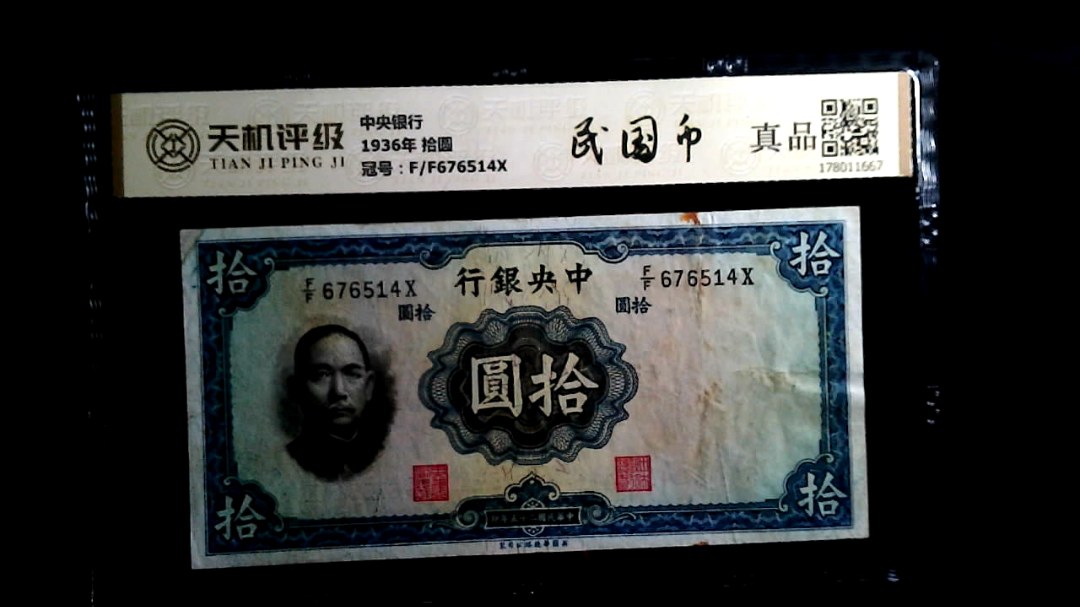 天机评级
TIAN JI PING JI
中央银行
1936年 拾圆
冠号：F/F676514X
民国币
真品
178011667
拾
拾
F/F 676514X
行銀央中
F/F 676514X
圓拾
圓拾
圓拾
拾
拾